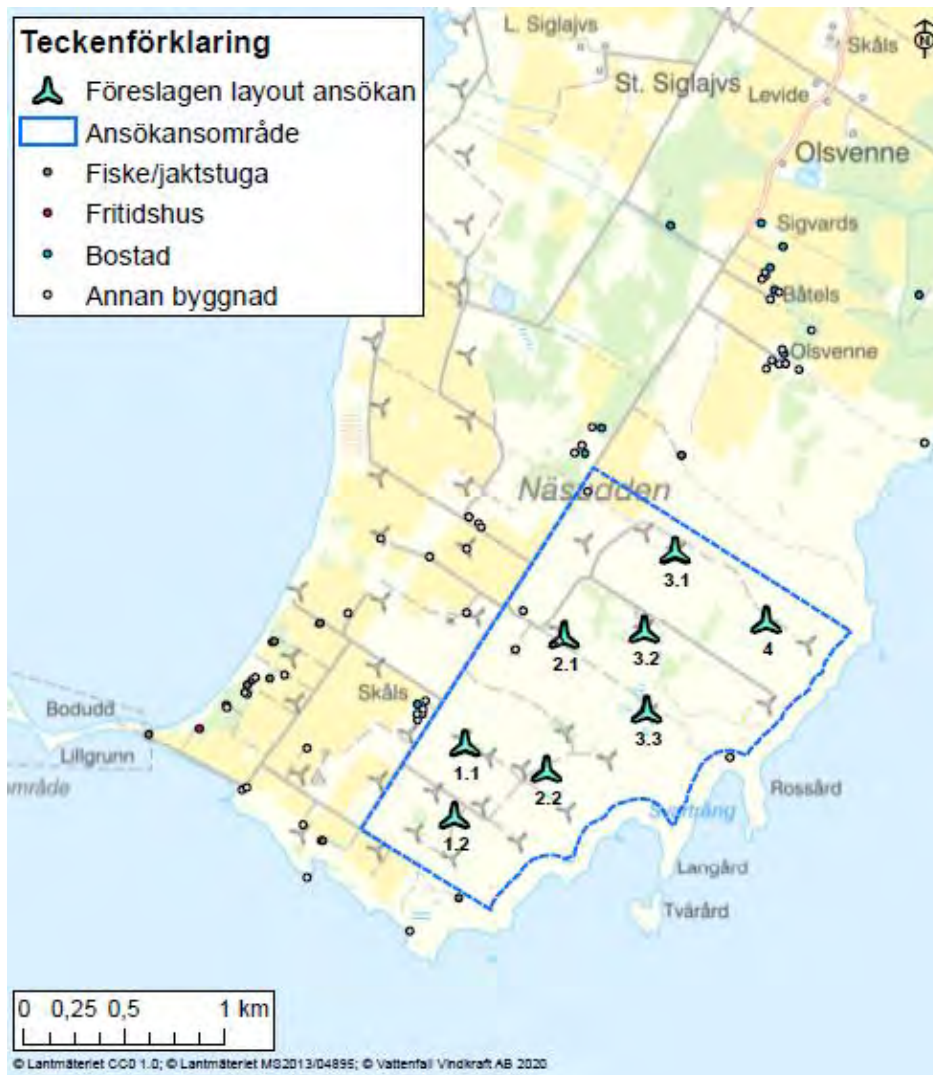 Teckenförklaring
Föreslagen layout ansökan
Ansökansområde
Fiske/jaktstuga
Fritidshus
Bostad
Annan byggnad
N
L. Siglajvs
Skåls
St. Siglajvs
Levide
Olsvenne
Sigvards
Båtels
Olsvenne
Näsudden
3.1
2.1
3.2
4
Skåls
3.3
Bodudd
Lillgrunn
område
1.1
2.2
Rossård
1.2
Langård
Tvärård
0 0,25 0,5 1 km
© Lantmäteriet CC0 1.0; © Lantmäteriet MS2013/04895; © Vattenfall Vindkraft AB 2020